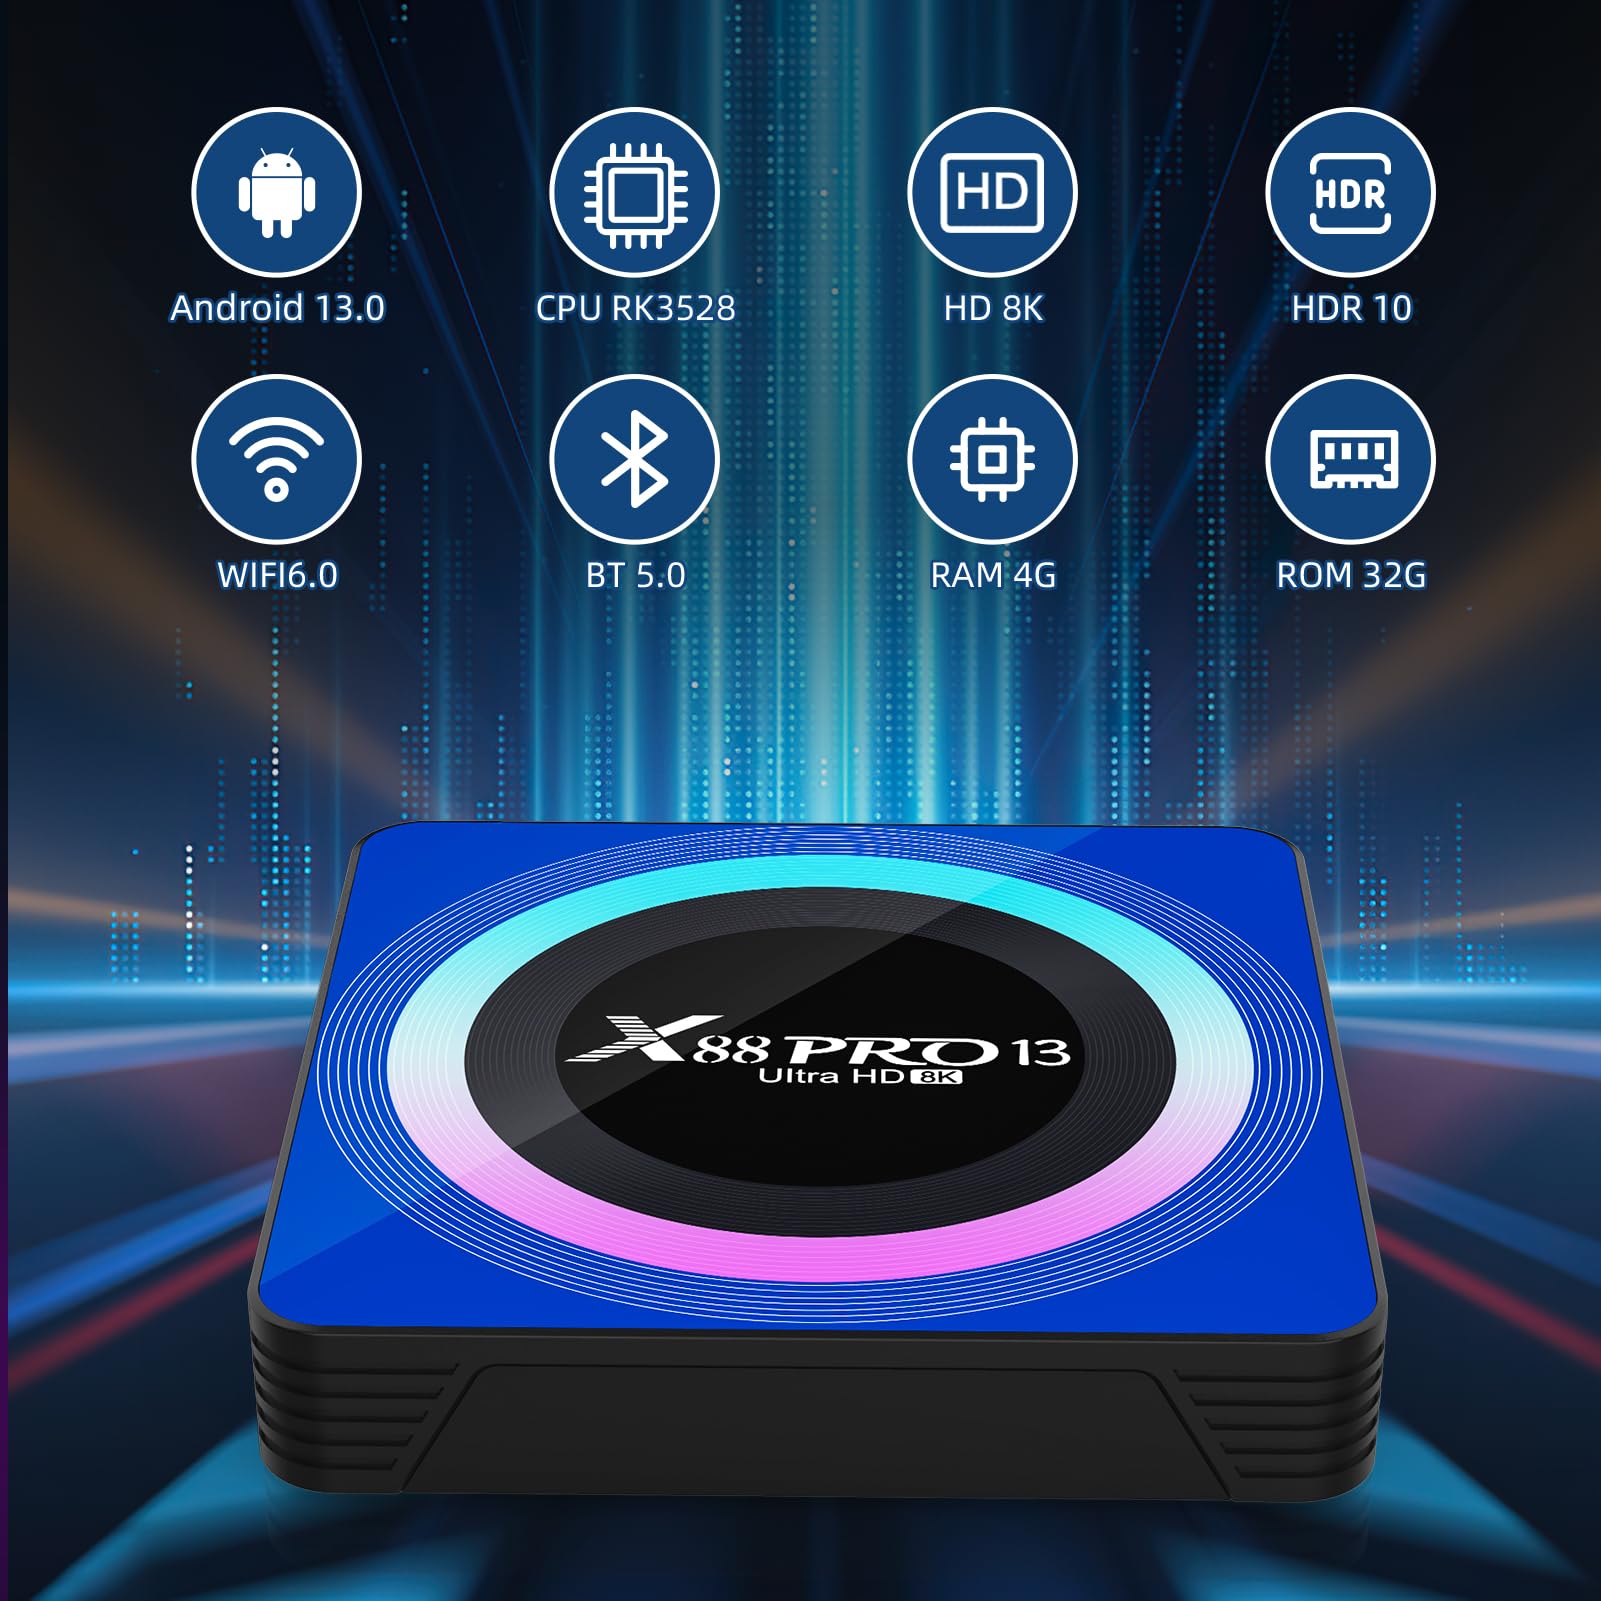 HD
HDR
Android 13.0
CPU RK3528
HD 8K
HDR 10
WIFI6.0
BT 5.0
RAM 4G
ROM 32G
X88 PRO 13
Ultra HD 8K